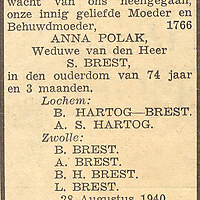 wacht van ons heengegaan,
onze innig geliefde Moeder en
Behuwdmoeder, 1766
ANNA POLAK,
Weduwe van den Heer
S. BREST,
in den ouderdom van 74 jaar
en 3 maanden.
Lochem:
B. HARTOG—BREST.
A. S. HARTOG.
Zwolle:
B. BREST.
A. BREST.
B. H. BREST.
L. BREST.
28 Augustus 1940